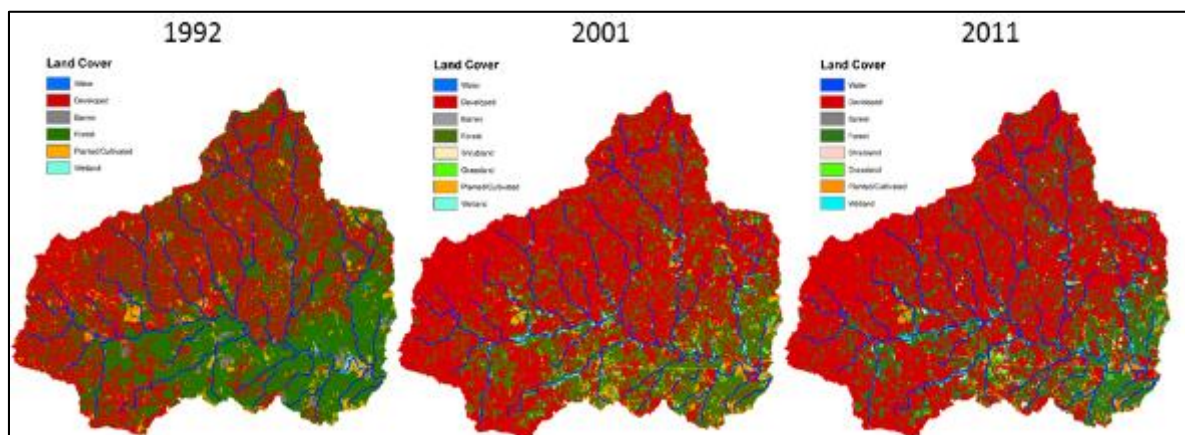 1992
Land Cover
Water
Developed
Barren
Forest
Planted/Cultivated
Wetland
2001
Land Cover
Water
Developed
Barren
Forest
Shrubland
Grassland
Planted/Cultivated
Wetland
2011
Land Cover
Water
Developed
Barren
Forest
Shrubland
Grassland
Planted/Cultivated
Wetland